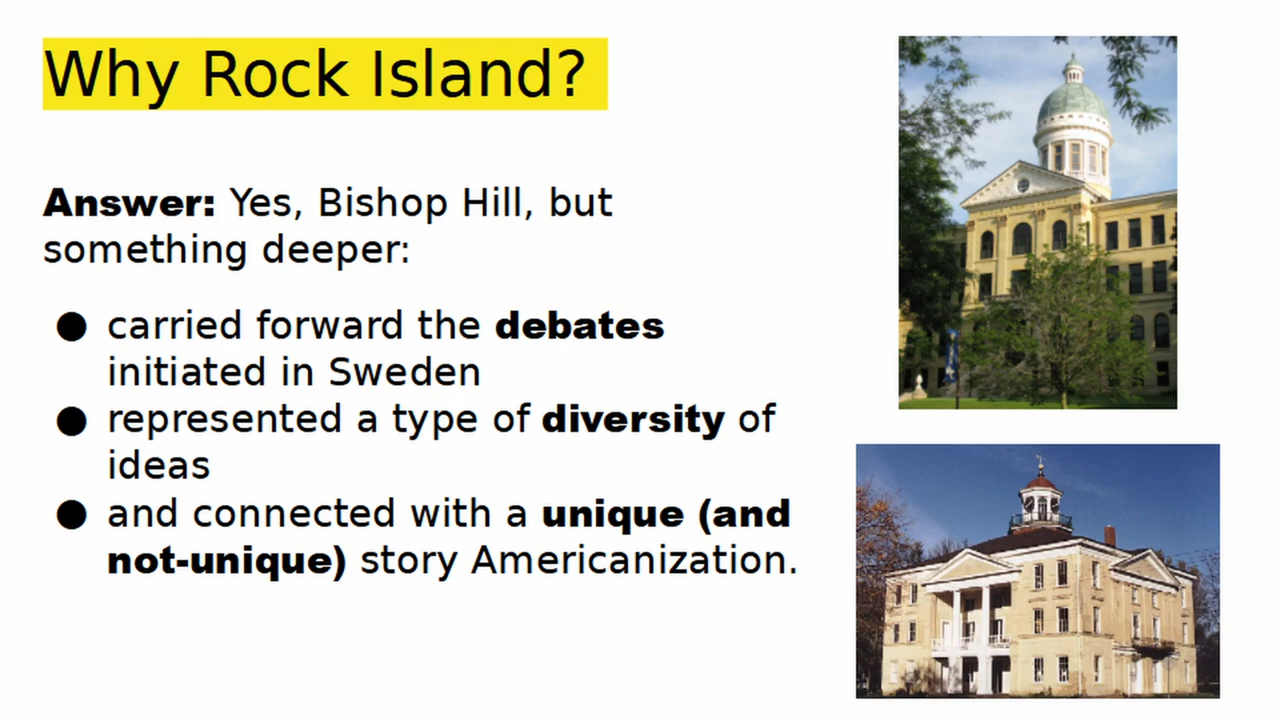 Why Rock Island?
Answer: Yes, Bishop Hill, but
something deeper:
● carried forward the debates
initiated in Sweden
● represented a type of diversity of
ideas
● and connected with a unique (and
not-unique) story Americanization.